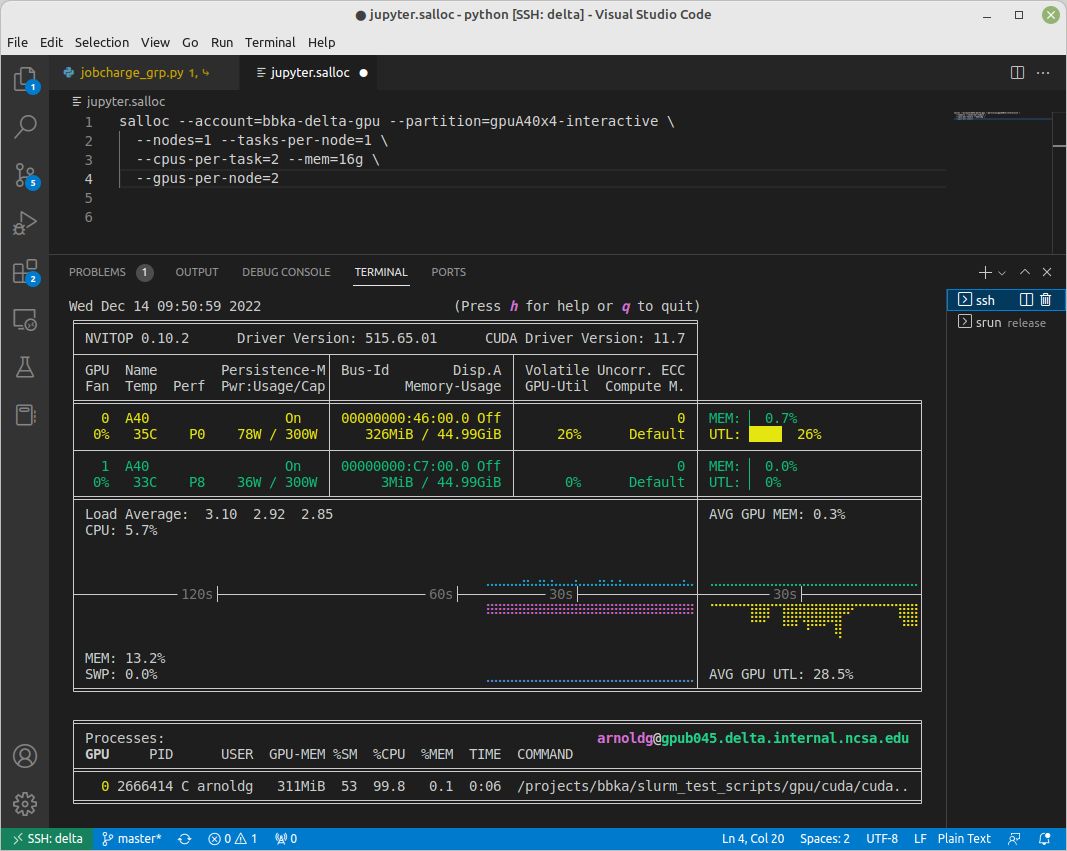 jupyter.salloc - python [SSH: delta] - Visual Studio Code
File Edit Selection View Go Run Terminal Help
jobcharge_grp.py 1,
jupyter.salloc
jupyter.salloc
1 salloc --account=bbka-delta-gpu --partition=gpuA40x4-interactive \
2 --nodes=1 --tasks-per-node=1 \
3 --cpus-per-task=2 --mem=16g \
4 --gpus-per-node=2
5
6
1
5
2
PROBLEMS 1 OUTPUT DEBUG CONSOLE TERMINAL PORTS
ssh
srun release
Wed Dec 14 09:50:59 2022 (Press h for help or q to quit)
NVITOP 0.10.2 Driver Version: 515.65.01 CUDA Driver Version: 11.7
GPU Name Persistence-M Bus-Id Disp.A Volatile Uncorr. ECC
Fan Temp Perf Pwr:Usage/Cap Memory-Usage GPU-Util Compute M.
0 A40 On 00000000:46:00.0 Off 0 MEM: 0.7%
0% 35C P0 78W / 300W 326MiB / 44.99GiB 26% Default UTL: 26%
1 A40 On 00000000:C7:00.0 Off 0 MEM: 0.0%
0% 33C P8 36W / 300W 3MiB / 44.99GiB 0% Default UTL: 0%
Load Average: 3.10 2.92 2.85 AVG GPU MEM: 0.3%
CPU: 5.7%
120s 60s 30s 30s
MEM: 13.2%
SWP: 0.0% AVG GPU UTL: 28.5%
Processes: arnoldg@gpub045.delta.internal.ncsa.edu
GPU PID USER GPU-MEM %SM %CPU %MEM TIME COMMAND
0 2666414 C arnoldg 311MiB 53 99.8 0.1 0:06 /projects/bbka/slurm_test_scripts/gpu/cuda/cuda..
SSH: delta master* 0 1 0 Ln 4, Col 20 Spaces: 2 UTF-8 LF Plain Text